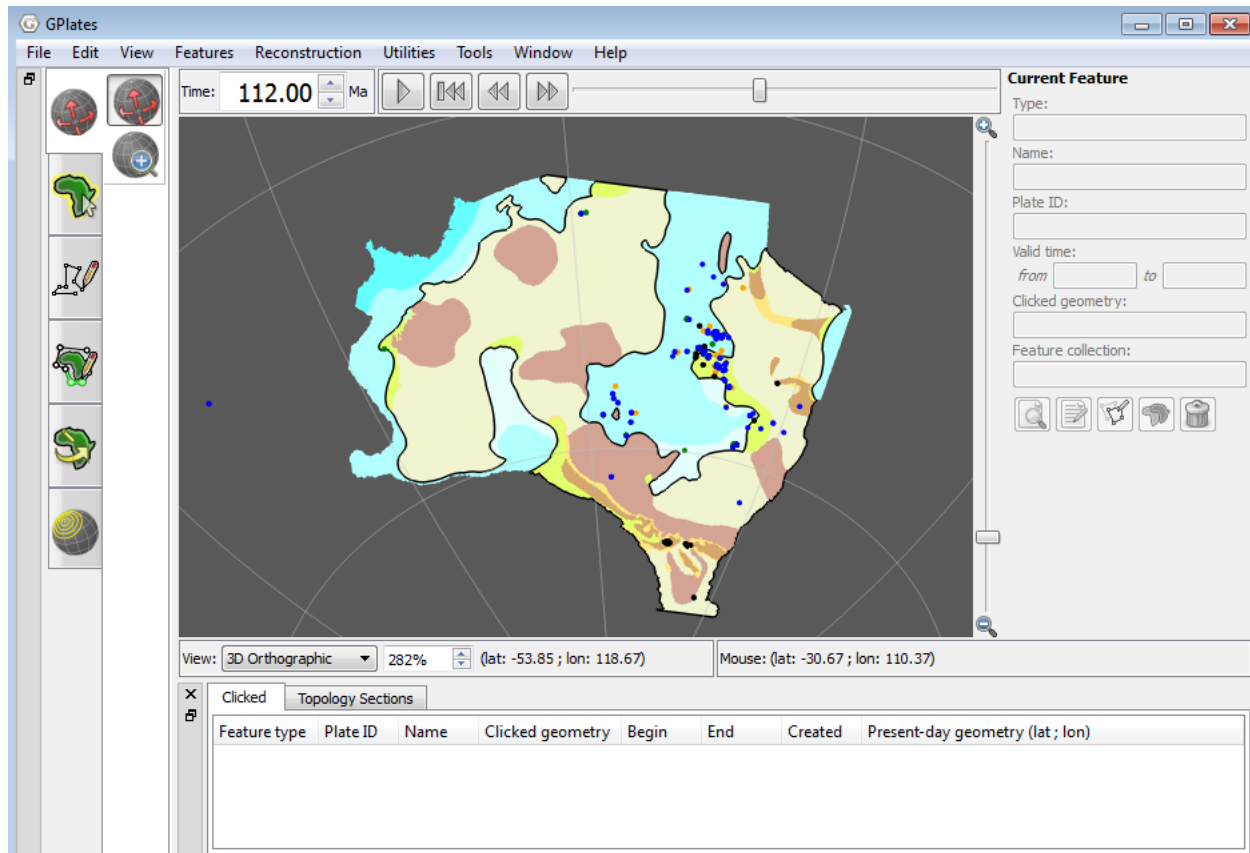 GPlates
File Edit View Features Reconstruction Utilities Tools Window Help
Time: 112.00 Ma
Current Feature
Type:
Name:
Plate ID:
Valid time:
from to
Clicked geometry:
Feature collection:
View: 3D Orthographic 282% (lat: -53.85 ; lon: 118.67) Mouse: (lat: -30.67 ; lon: 110.37)
Clicked Topology Sections
Feature type Plate ID Name Clicked geometry Begin End Created Present-day geometry (lat ; lon)